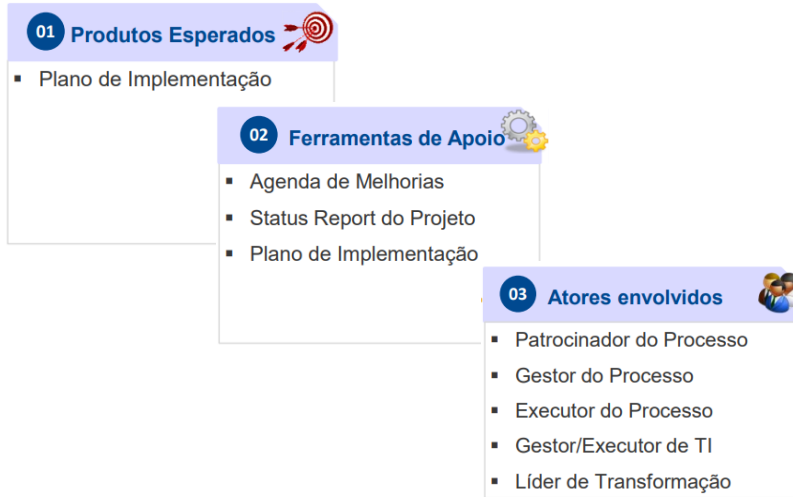 01 Produtos Esperados
▪ Plano de Implementação
02 Ferramentas de Apoio
▪ Agenda de Melhorias
▪ Status Report do Projeto
▪ Plano de Implementação
03 Atores envolvidos
▪ Patrocinador do Processo
▪ Gestor do Processo
▪ Executor do Processo
▪ Gestor/Executor de TI
▪ Líder de Transformação